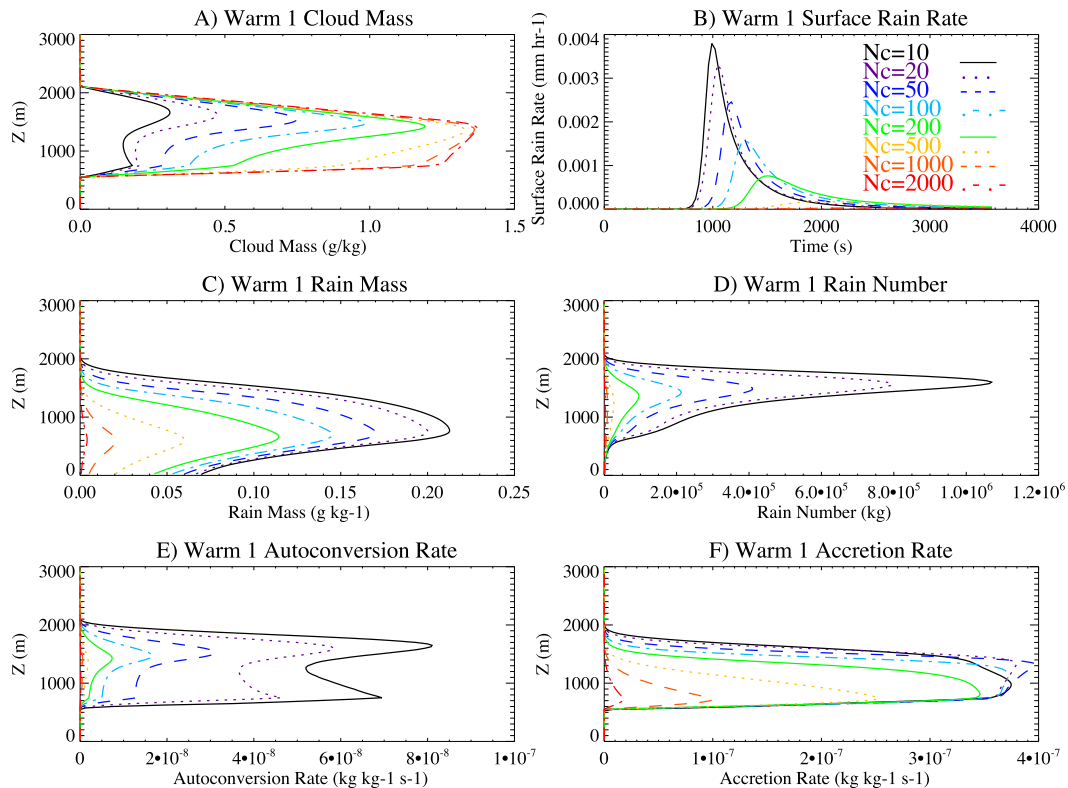 A) Warm 1 Cloud Mass
3000
2000
1000
0
Z (m)
0.0 0.5 1.0 1.5
Cloud Mass (g/kg)
B) Warm 1 Surface Rain Rate
0.004
0.003
0.002
0.001
0.000
Surface Rain Rate (mm hr-1)
Nc=10
Nc=20
Nc=50
Nc=100
Nc=200
Nc=500
Nc=1000
Nc=2000
0 1000 2000 3000 4000
Time (s)
C) Warm 1 Rain Mass
3000
2000
1000
0
Z (m)
0.00 0.05 0.10 0.15 0.20 0.25
Rain Mass (g kg-1)
D) Warm 1 Rain Number
3000
2000
1000
0
Z (m)
0 2.0•10⁵ 4.0•10⁵ 6.0•10⁵ 8.0•10⁵ 1.0•10⁶ 1.2•10⁶
Rain Number (kg)
E) Warm 1 Autoconversion Rate
3000
2000
1000
0
Z (m)
0 2•10⁻⁸ 4•10⁻⁸ 6•10⁻⁸ 8•10⁻⁸ 1•10⁻⁷
Autoconversion Rate (kg kg-1 s-1)
F) Warm 1 Accretion Rate
3000
2000
1000
0
Z (m)
0 1•10⁻⁷ 2•10⁻⁷ 3•10⁻⁷ 4•10⁻⁷
Accretion Rate (kg kg-1 s-1)